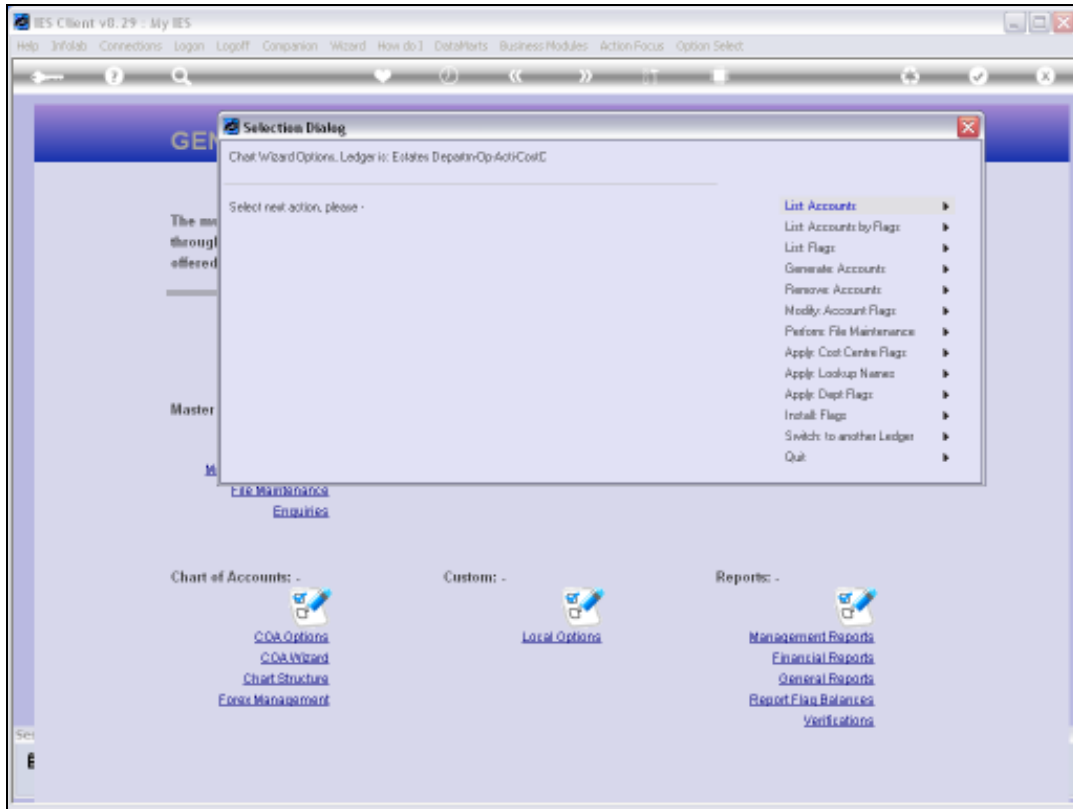 IES Client v8.29 : My IES
Help Infolab Connections Logon Logoff Companion Wizard How do I DataMarts Business Modules Action Focus Option Select
Selection Dialog
GEN
Chart Wizard Options, Ledger is: Estates Departm-Op-Acti-CostC
Select next action, please -
List: Accounts
List: Accounts by Flags
List: Flags
Generate: Accounts
Remove: Accounts
Modify: Account Flags
Perform: File Maintenance
Apply: Cost Centre Flags
Apply: Lookup Names
Apply: Dept Flags
Install: Flags
Switch: to another Ledger
Quit
The
through
offered
Master
M
File Maintenance
Enquiries
Chart of Accounts: - Custom: - Reports: -
COA Options Local Options Management Reports
COA Wizard Financial Reports
Chart Structure General Reports
Forex Management Report Flag Balances
Verifications
Ser